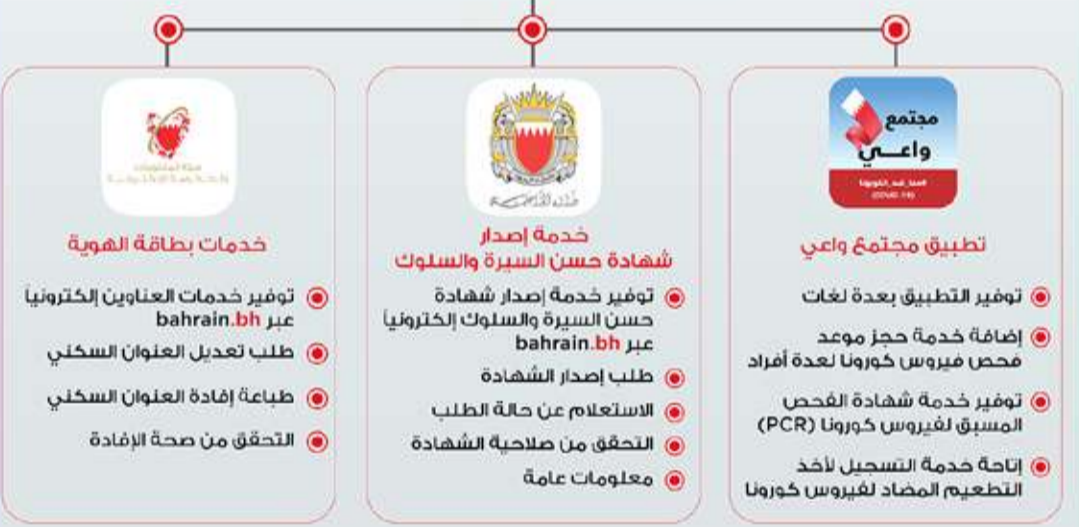 مجتمع
واعـــي
(COVID-19)
تطبيق مجتمع واعي
توفير التطبيق بعدة لغات
إضافة خدمة حجز موعد
فحص فيروس كورونا لعدة أفراد
توفير خدمة شهادة الفحص
المسبق لفيروس كورونا (PCR)
إتاحة خدمة التسجيل لأخذ
التطعيم المضاد لفيروس كورونا
خدمة إصدار
شهادة حسن السيرة والسلوك
توفير خدمة إصدار شهادة
حسن السيرة والسلوك إلكترونياً
عبر bahrain.bh
طلب إصدار الشهادة
الاستعلام عن حالة الطلب
التحقق من صلاحية الشهادة
معلومات عامة
خدمات بطاقة الهوية
توفير خدمات العناوين إلكترونياً
عبر bahrain.bh
طلب تعديل العنوان السكني
طباعة إفادة العنوان السكني
التحقق من صحة الإفادة